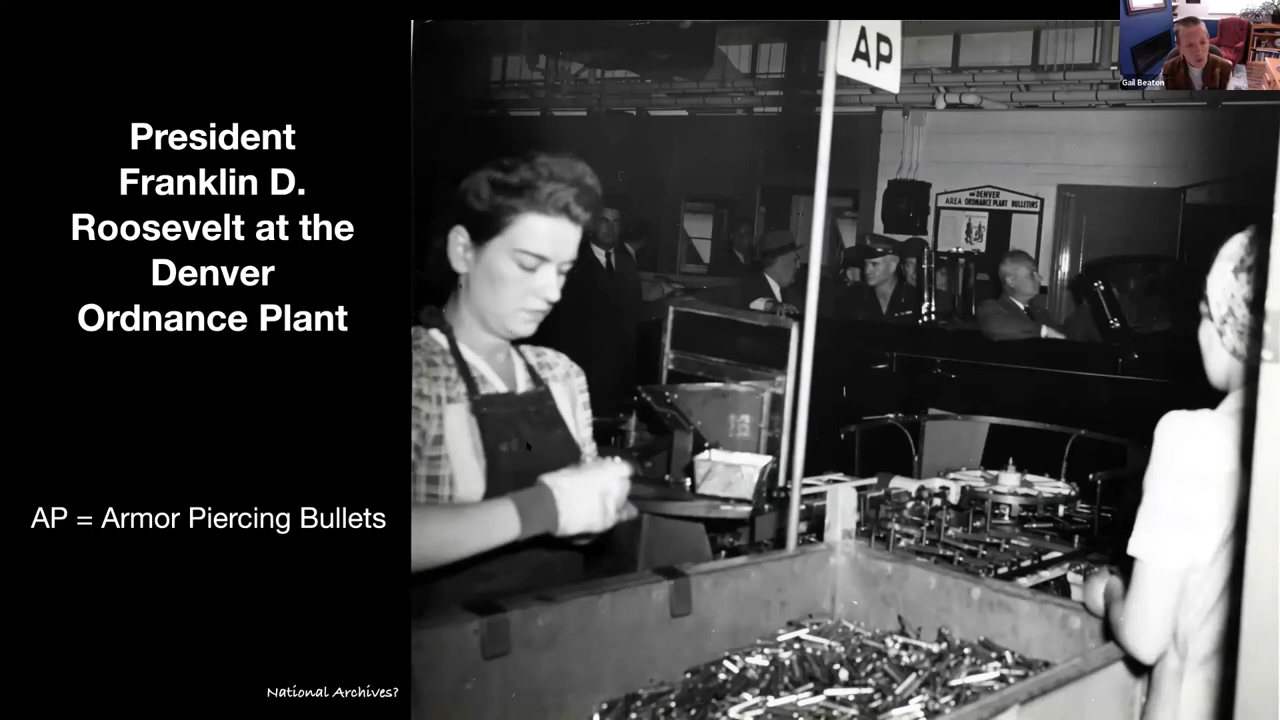 President
Franklin D.
Roosevelt at the
Denver
Ordnance Plant
AP = Armor Piercing Bullets
National Archives?
AP
DENVER
AREA ORDNANCE PLANT BULLETINS
Gail Beaton